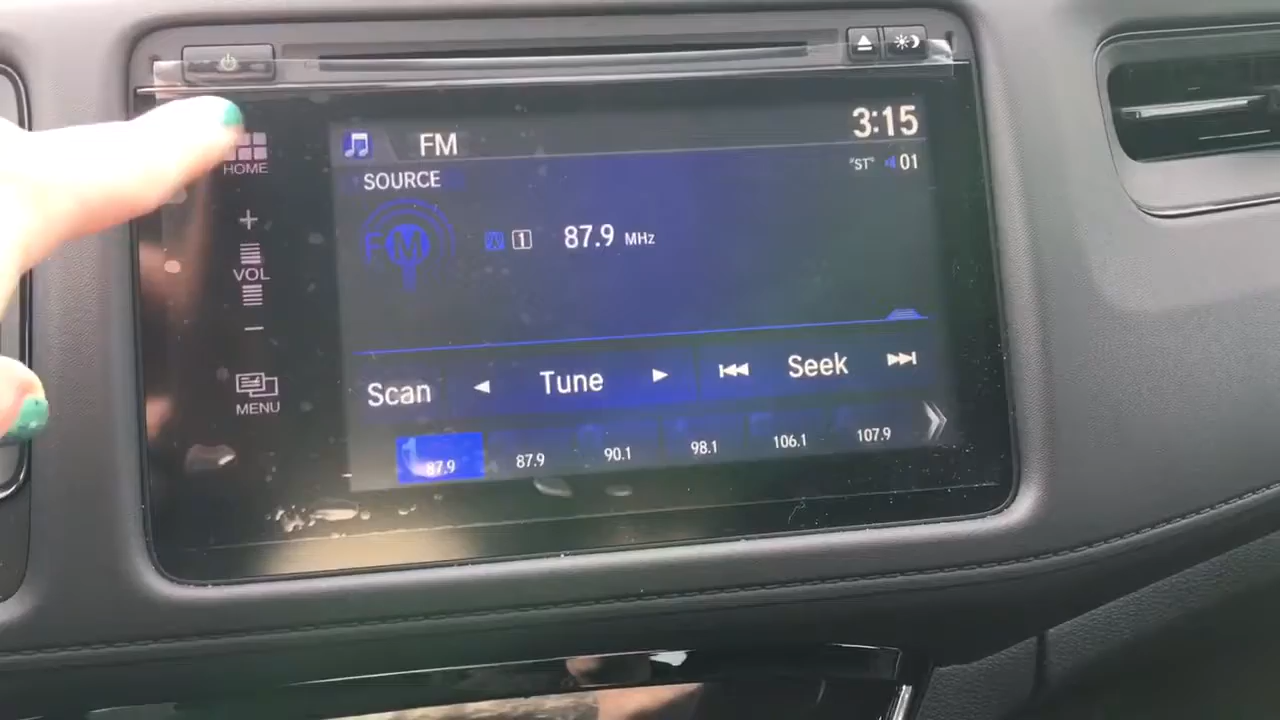 3:15
FM
HOME
SOURCE
"ST" 01
FM
1 87.9 MHz
+
VOL
−
Scan Tune Seek
MENU
1
87.9 87.9 90.1 98.1 106.1 107.9